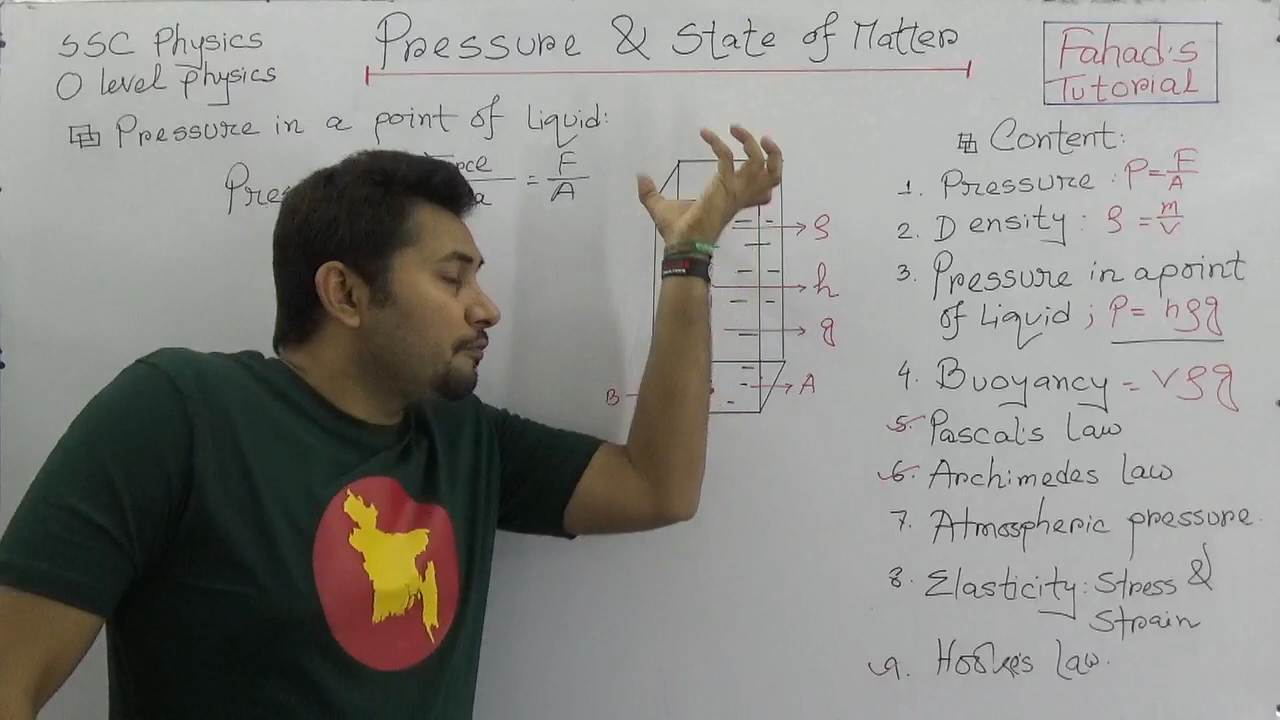 SSC Physics
O level Physics
Pressure & State of Matter
Fahad's
Tutorial
Pressure in a point of Liquid:
= F/A
ρ
h
g
B
A
Content:
1. Pressure: P = F/A
2. Density: ρ = m/v
3. Pressure in a point
of Liquid; P = hρg
4. Buoyancy = vρg
5. Pascal's law
6. Archimedes law
7. Atmospheric pressure.
8. Elasticity: Stress &
Strain
9. Hooke's law.